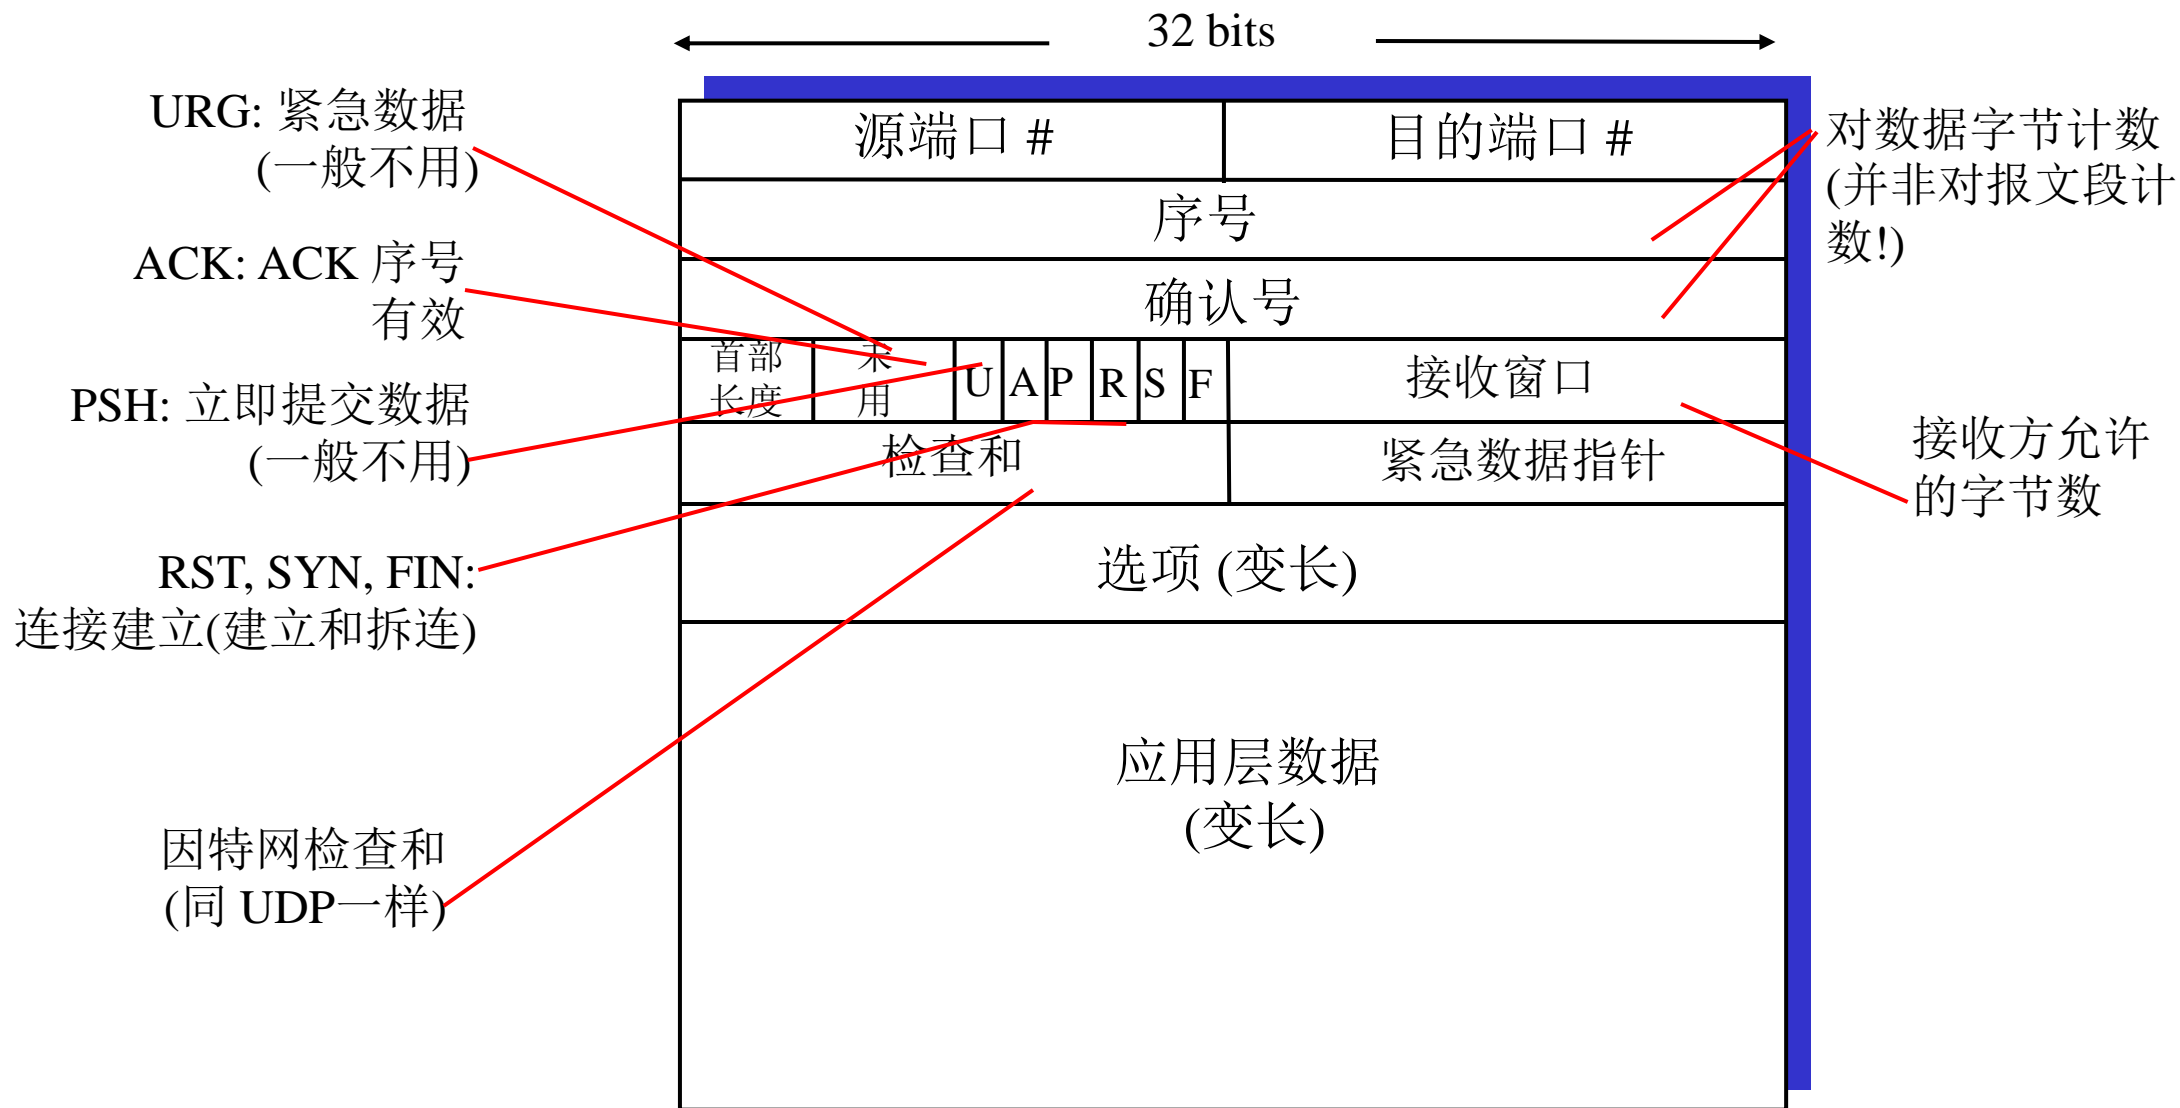 32 bits
URG: 紧急数据
(一般不用)
ACK: ACK 序号
有效
PSH: 立即提交数据
(一般不用)
RST, SYN, FIN:
连接建立(建立和拆连)
因特网检查和
(同 UDP一样)
源端口 #
目的端口 #
序号
确认号
首部
长度
未
用
U
A
P
R
S
F
接收窗口
检查和
紧急数据指针
选项 (变长)
应用层数据
(变长)
对数据字节计数
(并非对报文段计
数!)
接收方允许
的字节数